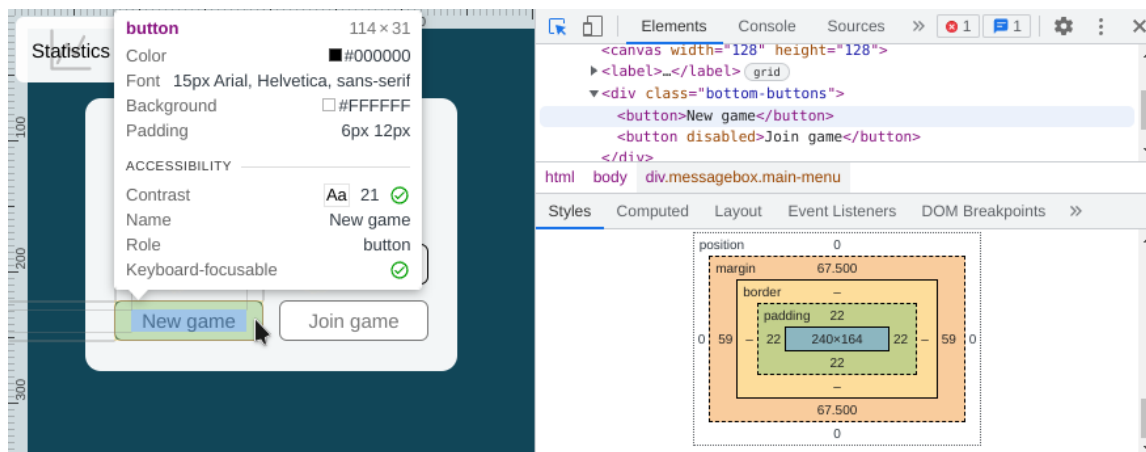 Statistics
button 114 × 31
Color #000000
Font 15px Arial, Helvetica, sans-serif
Background #FFFFFF
Padding 6px 12px
ACCESSIBILITY
Contrast Aa 21
Name New game
Role button
Keyboard-focusable
New game Join game
100
200
300
0
Elements Console Sources » 1 1
<canvas width="128" height="128">
<label>…</label> grid
<div class="bottom-buttons">
<button>New game</button>
<button disabled>Join game</button>
</div>
html body div.messagebox.main-menu
Styles Computed Layout Event Listeners DOM Breakpoints »
position 0
margin 67.500
border –
padding 22
0 59 – 22 240×164 22 – 59 0
22
–
67.500
0